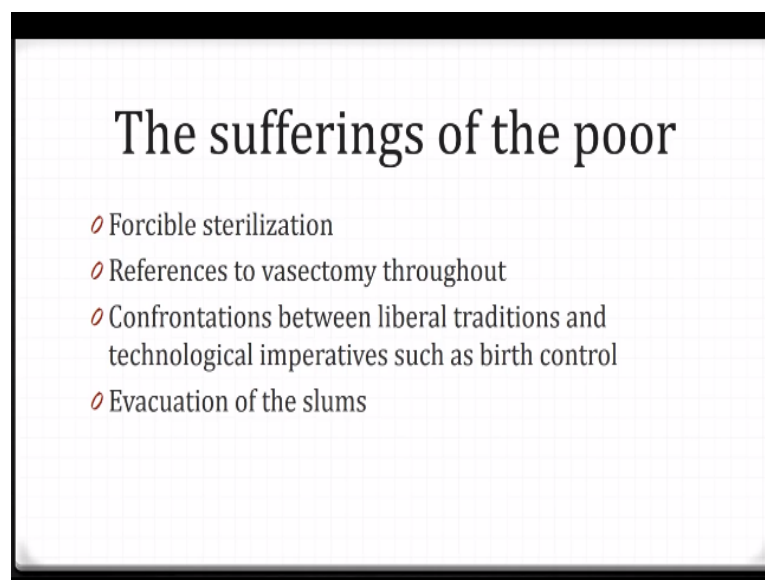 The sufferings of the poor
Forcible sterilization
References to vasectomy throughout
Confrontations between liberal traditions and
technological imperatives such as birth control
Evacuation of the slums